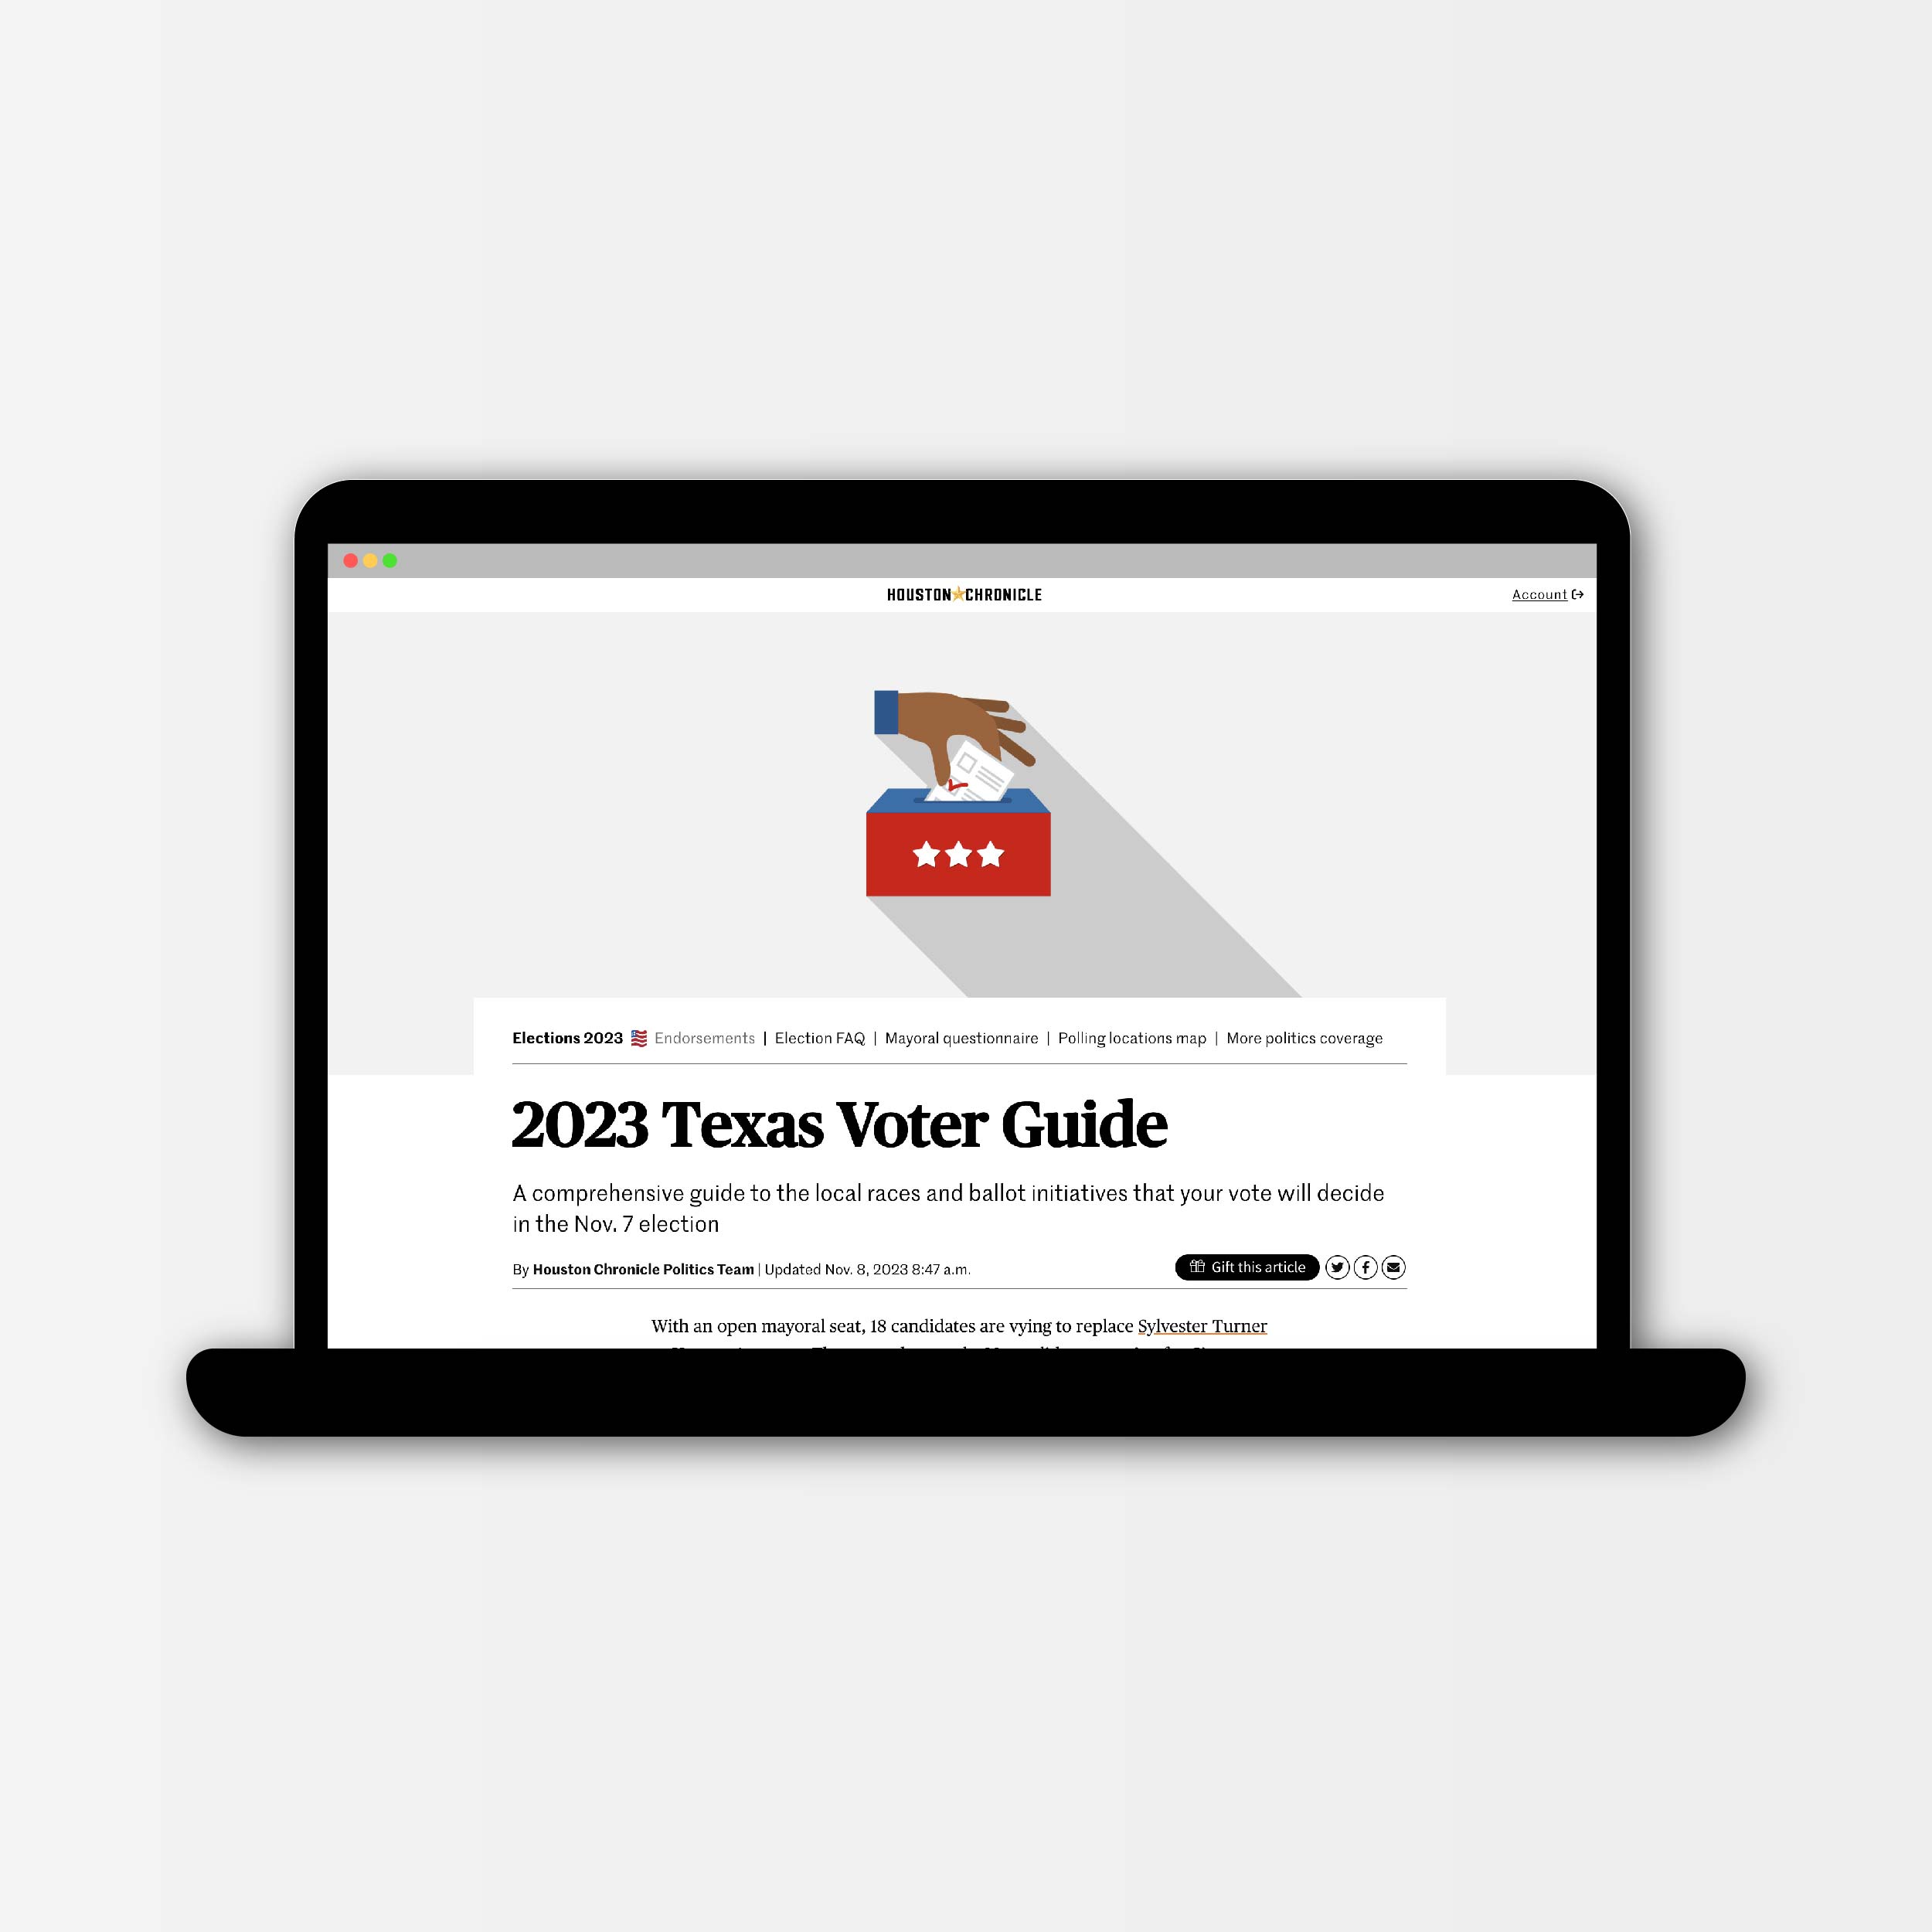 HOUSTON CHRONICLE
Account
Elections 2023 Endorsements | Election FAQ | Mayoral questionnaire | Polling locations map | More politics coverage
2023 Texas Voter Guide
A comprehensive guide to the local races and ballot initiatives that your vote will decide
in the Nov. 7 election
By Houston Chronicle Politics Team | Updated Nov. 8, 2023 8:47 a.m.
Gift this article
With an open mayoral seat, 18 candidates are vying to replace Sylvester Turner